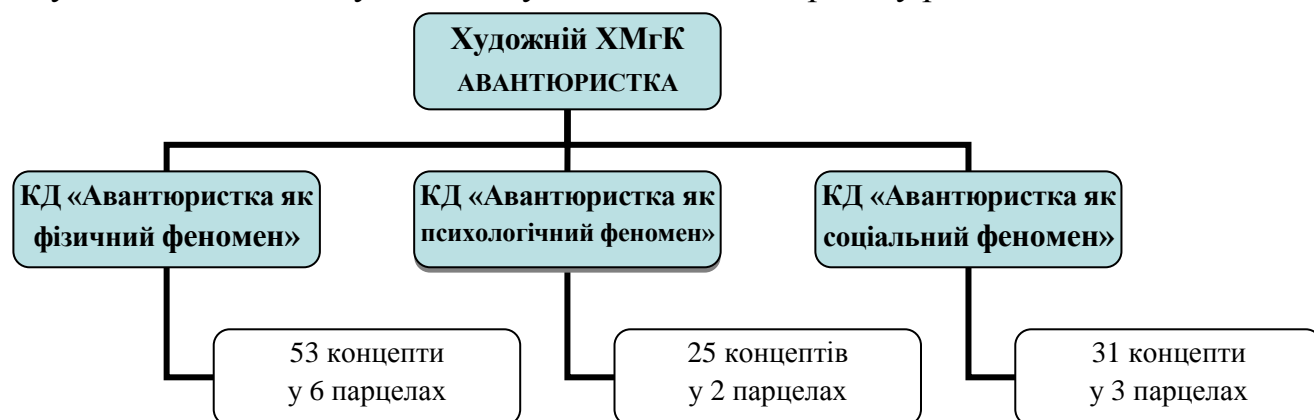 Художній ХМгК
АВАНТЮРИСТКА
КД «Авантюристка як
фізичний феномен»
КД «Авантюристка як
психологічний феномен»
КД «Авантюристка як
соціальний феномен»
53 концепти
у 6 парцелах
25 концептів
у 2 парцелах
31 концепти
у 3 парцелах